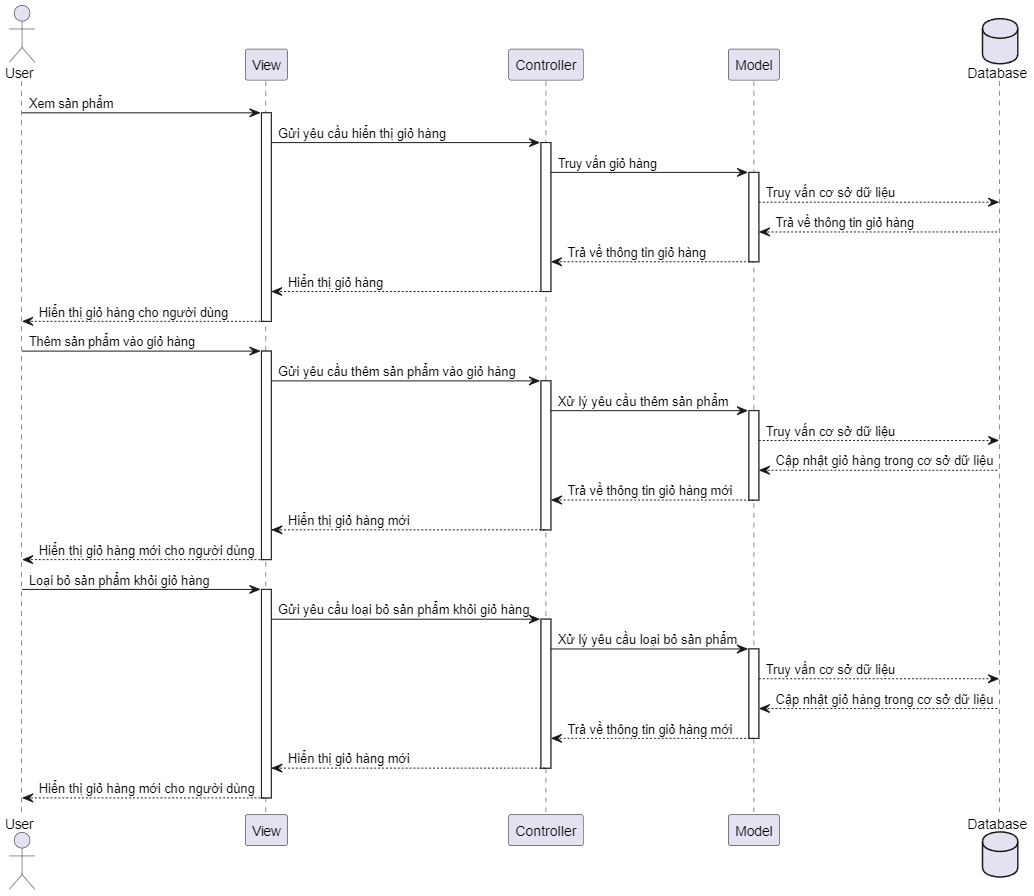 User
View
Controller
Model
Database
Xem sản phẩm
Gửi yêu cầu hiển thị giỏ hàng
Truy vấn giỏ hàng
Truy vấn cơ sở dữ liệu
Trả về thông tin giỏ hàng
Trả về thông tin giỏ hàng
Hiển thị giỏ hàng
Hiển thị giỏ hàng cho người dùng
Thêm sản phẩm vào giỏ hàng
Gửi yêu cầu thêm sản phẩm vào giỏ hàng
Xử lý yêu cầu thêm sản phẩm
Truy vấn cơ sở dữ liệu
Cập nhật giỏ hàng trong cơ sở dữ liệu
Trả về thông tin giỏ hàng mới
Hiển thị giỏ hàng mới
Hiển thị giỏ hàng mới cho người dùng
Loại bỏ sản phẩm khỏi giỏ hàng
Gửi yêu cầu loại bỏ sản phẩm khỏi giỏ hàng
Xử lý yêu cầu loại bỏ sản phẩm
Truy vấn cơ sở dữ liệu
Cập nhật giỏ hàng trong cơ sở dữ liệu
Trả về thông tin giỏ hàng mới
Hiển thị giỏ hàng mới
Hiển thị giỏ hàng mới cho người dùng
User
View
Controller
Model
Database